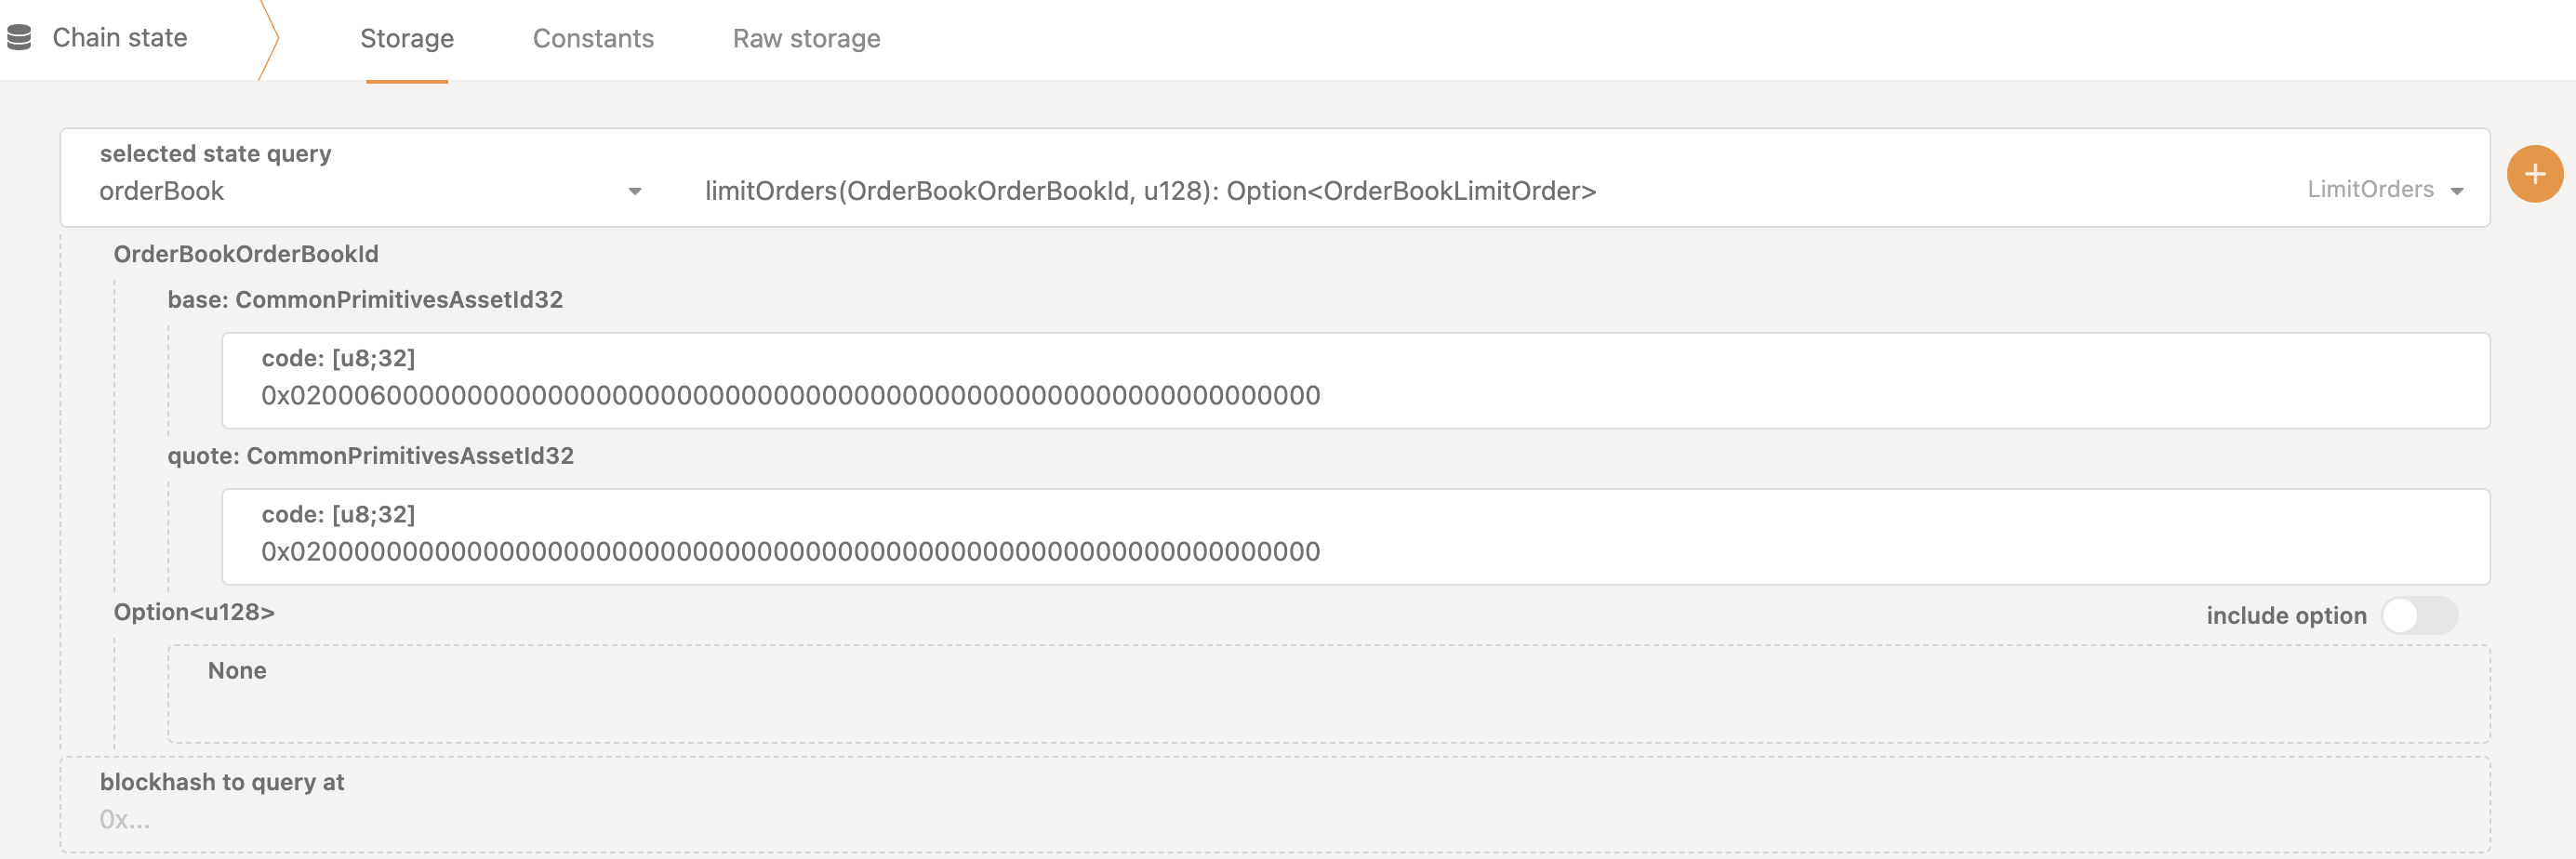 Chain state
Storage
Constants
Raw storage
selected state query
orderBook
limitOrders(OrderBookOrderBookId, u128): Option<OrderBookLimitOrder>
LimitOrders
OrderBookOrderBookId
base: CommonPrimitivesAssetId32
code: [u8;32]
0x0200060000000000000000000000000000000000000000000000000000000000
quote: CommonPrimitivesAssetId32
code: [u8;32]
0x0200000000000000000000000000000000000000000000000000000000000000
Option<u128>
include option
None
blockhash to query at
0x...